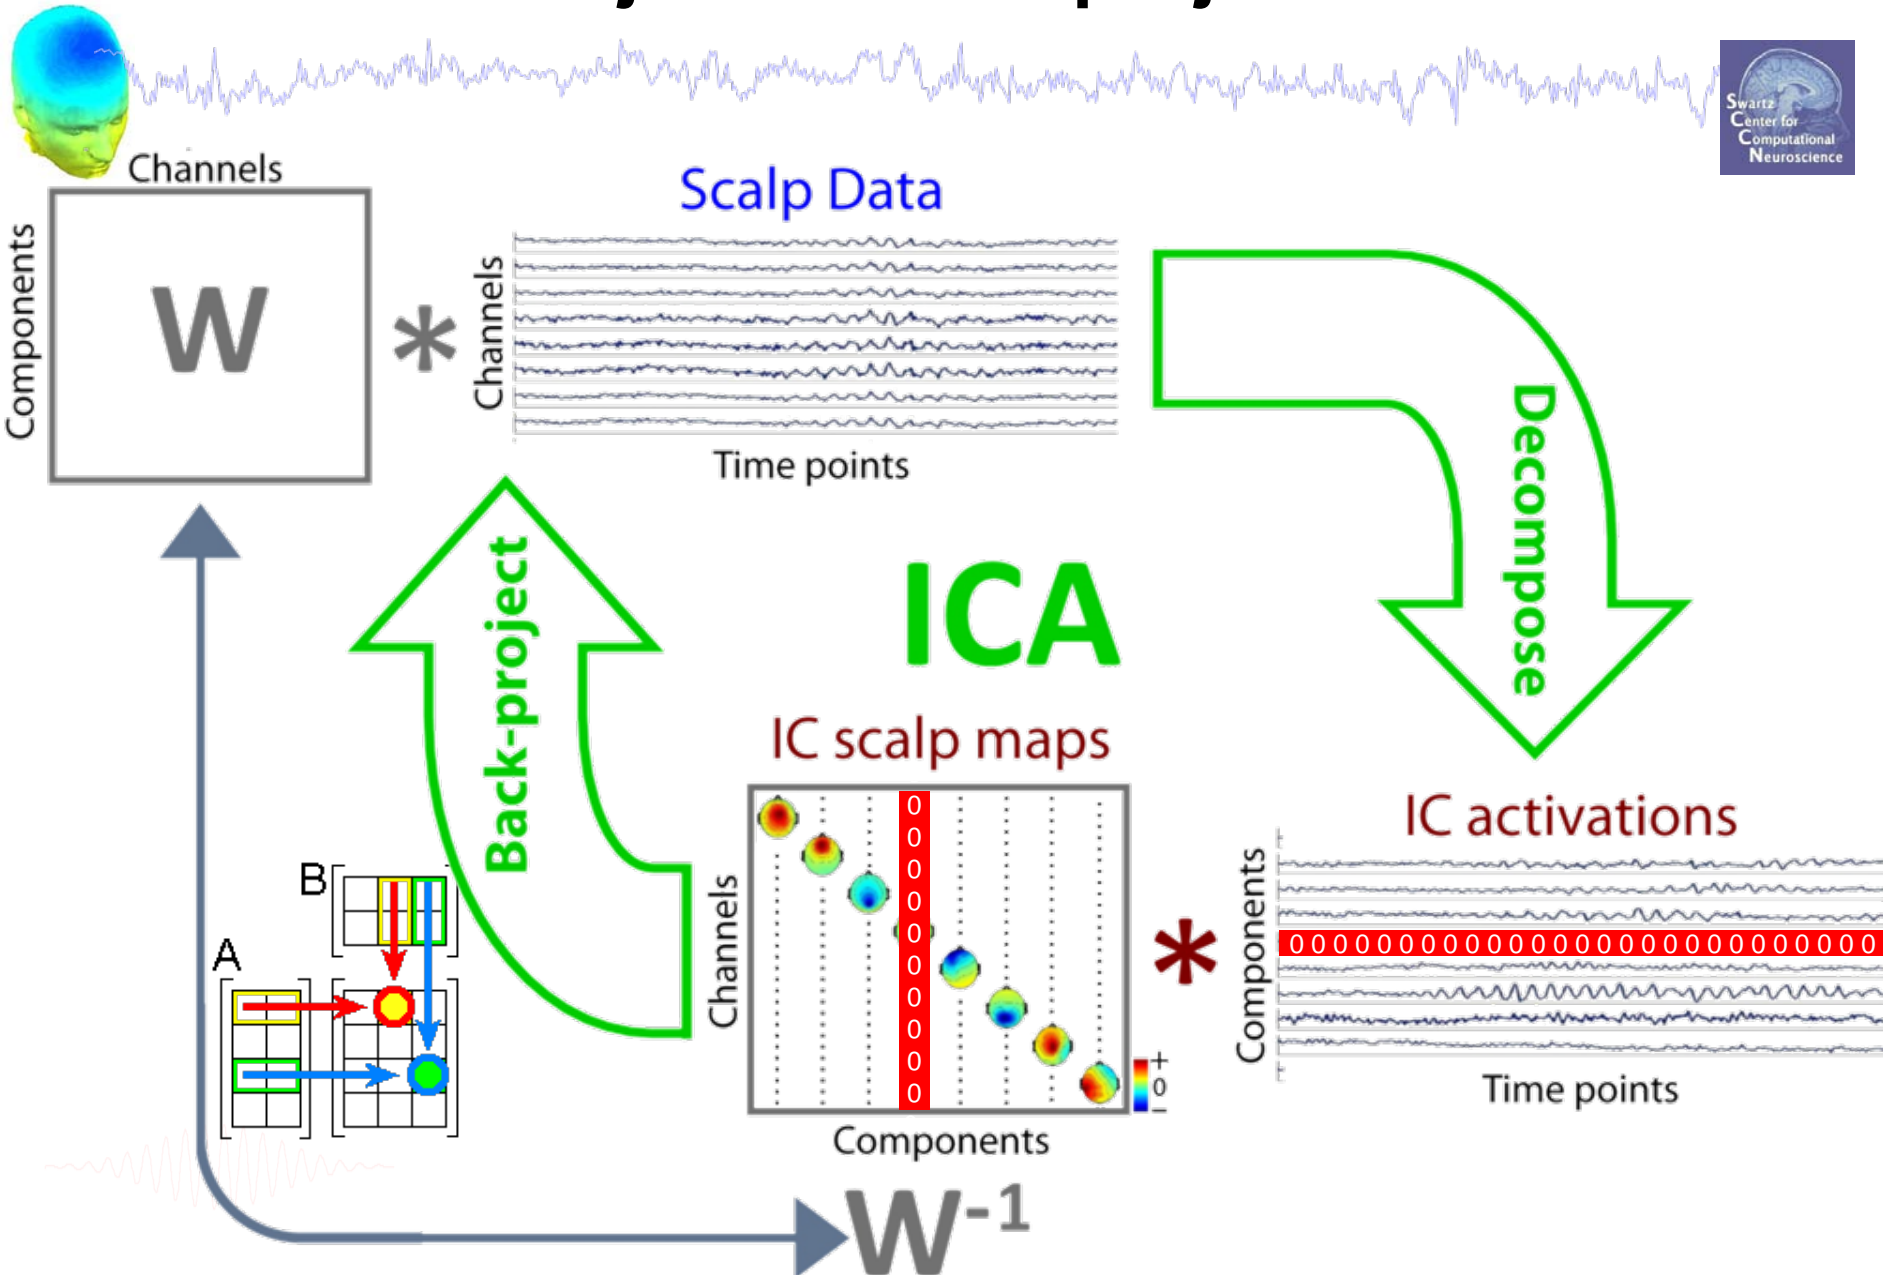 Swartz
Center for
Computational
Neuroscience
Channels
Components
W
*
Scalp Data
Channels
Time points
Decompose
Back-project
ICA
IC scalp maps
0
0
0
0
0
0
0
0
0
0
Channels
Components
+
0
–
*
IC activations
Components
0 0 0 0 0 0 0 0 0 0 0 0 0 0 0 0 0 0 0 0 0 0 0 0 0 0 0
Time points
B
A
W-1